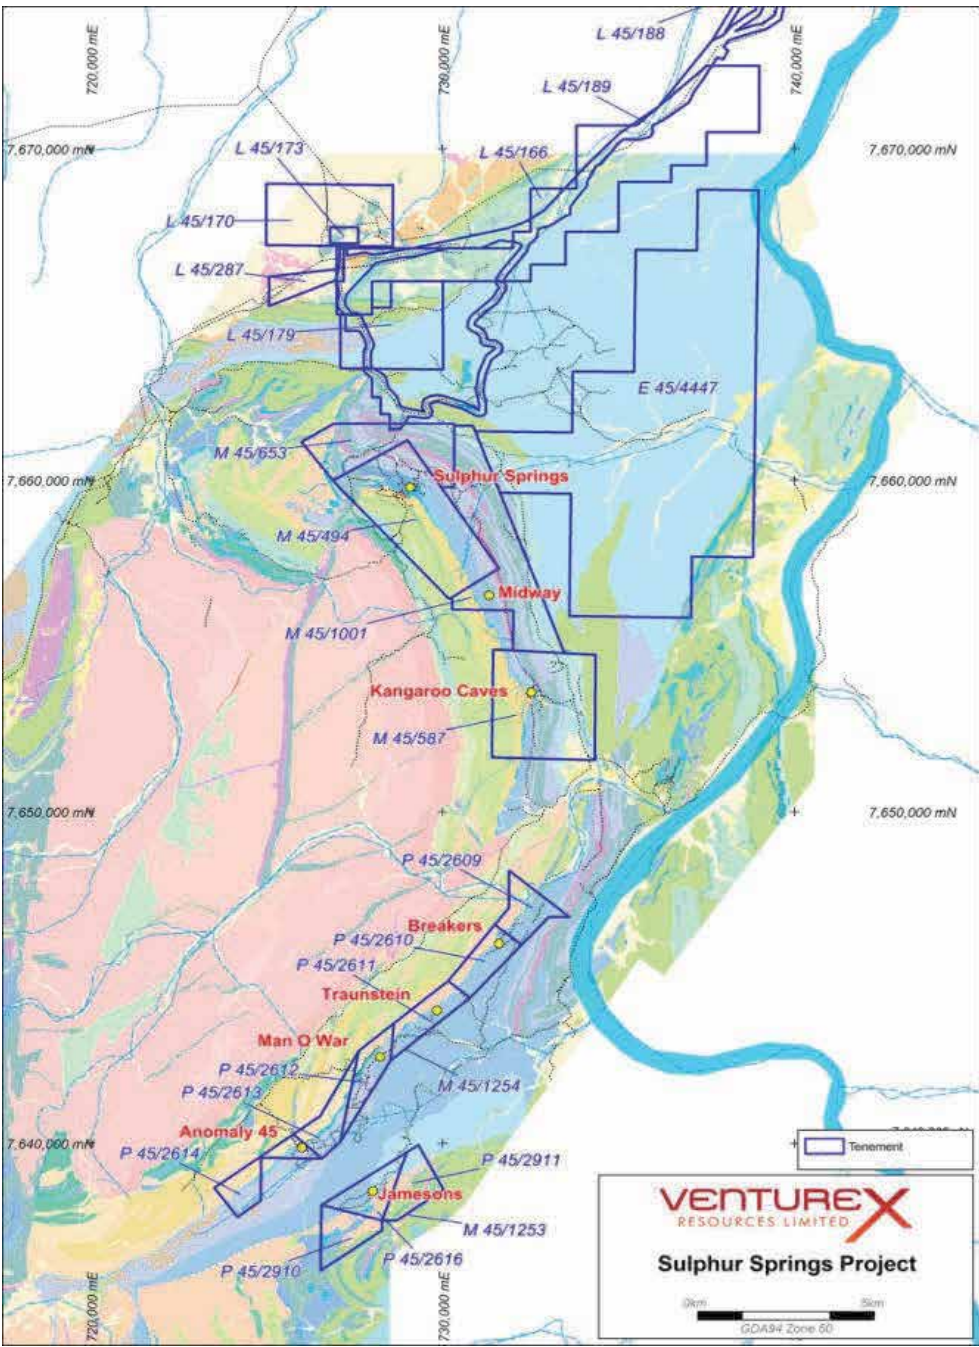 L 45/188
720,000 mE
730,000 mE
740,000 mE
L 45/189
7,670,000 mN
L 45/173
L 45/166
7,670,000 mN
L 45/170
L 45/287
L 45/179
E 45/4447
M 45/653
7,660,000 mN
Sulphur Springs
7,660,000 mN
M 45/494
Midway
M 45/1001
Kangaroo Caves
M 45/587
7,650,000 mN
7,650,000 mN
P 45/2609
Breakers
P 45/2610
P 45/2611
Traunstein
Man O War
P 45/2612
M 45/1254
P 45/2613
Anomaly 45
7,640,000 mN
P 45/2614
P 45/2911
Jamesons
M 45/1253
P 45/2616
P 45/2910
720,000 mE
730,000 mE
Tenement
VENTUREX
RESOURCES LIMITED
Sulphur Springs Project
0km
5km
GDA94 Zone 50